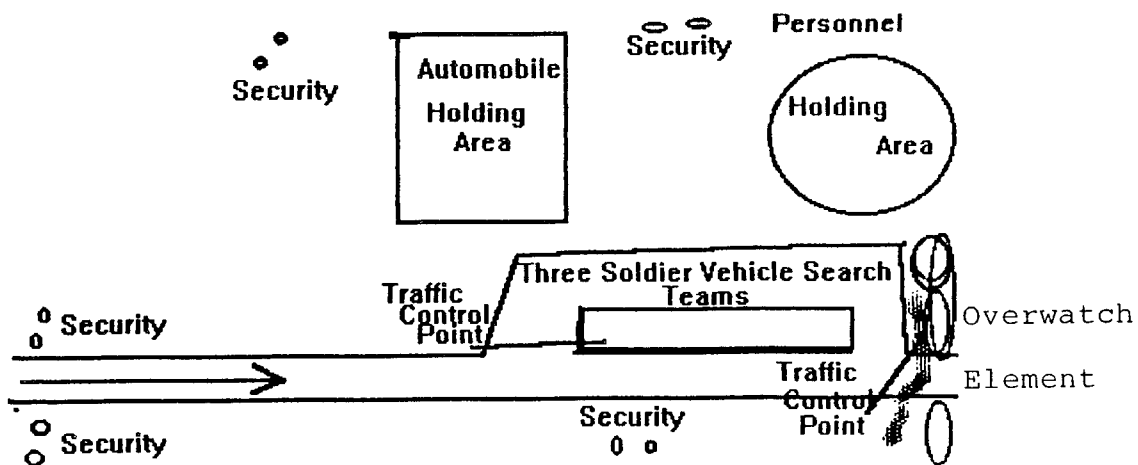 Security
Automobile
Holding
Area
Security
Personnel
Holding
Area
Three Soldier Vehicle Search
Teams
Traffic
Control
Point
Security
Overwatch
Element
Traffic
Control
Point
Security
Security